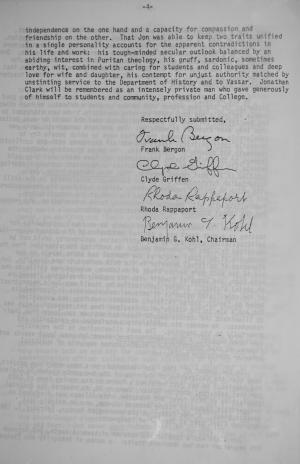 -4-
independence on the one hand and a capacity for compassion and
friendship on the other. That Jon was able to keep two traits unified
in a single personality accounts for the apparent contradictions in
his life and work: his tough-minded secular outlook balanced by an
abiding interest in Puritan theology, his gruff, sardonic, sometimes
earthy, wit, combined with caring for students and colleagues and deep
love for wife and daughter, his contempt for unjust authority matched by
unstinting service to the Department of History and to Vassar. Jonathan
Clark will be remembered as an intensely private man who gave generously
of himself to students and community, profession and College.
Respectfully submitted,
Frank Bergon
Frank Bergon
Clyde Griffen
Clyde Griffen
Rhoda Rappaport
Rhoda Rappaport
Benjamin G. Kohl
Benjamin G. Kohl, Chairman